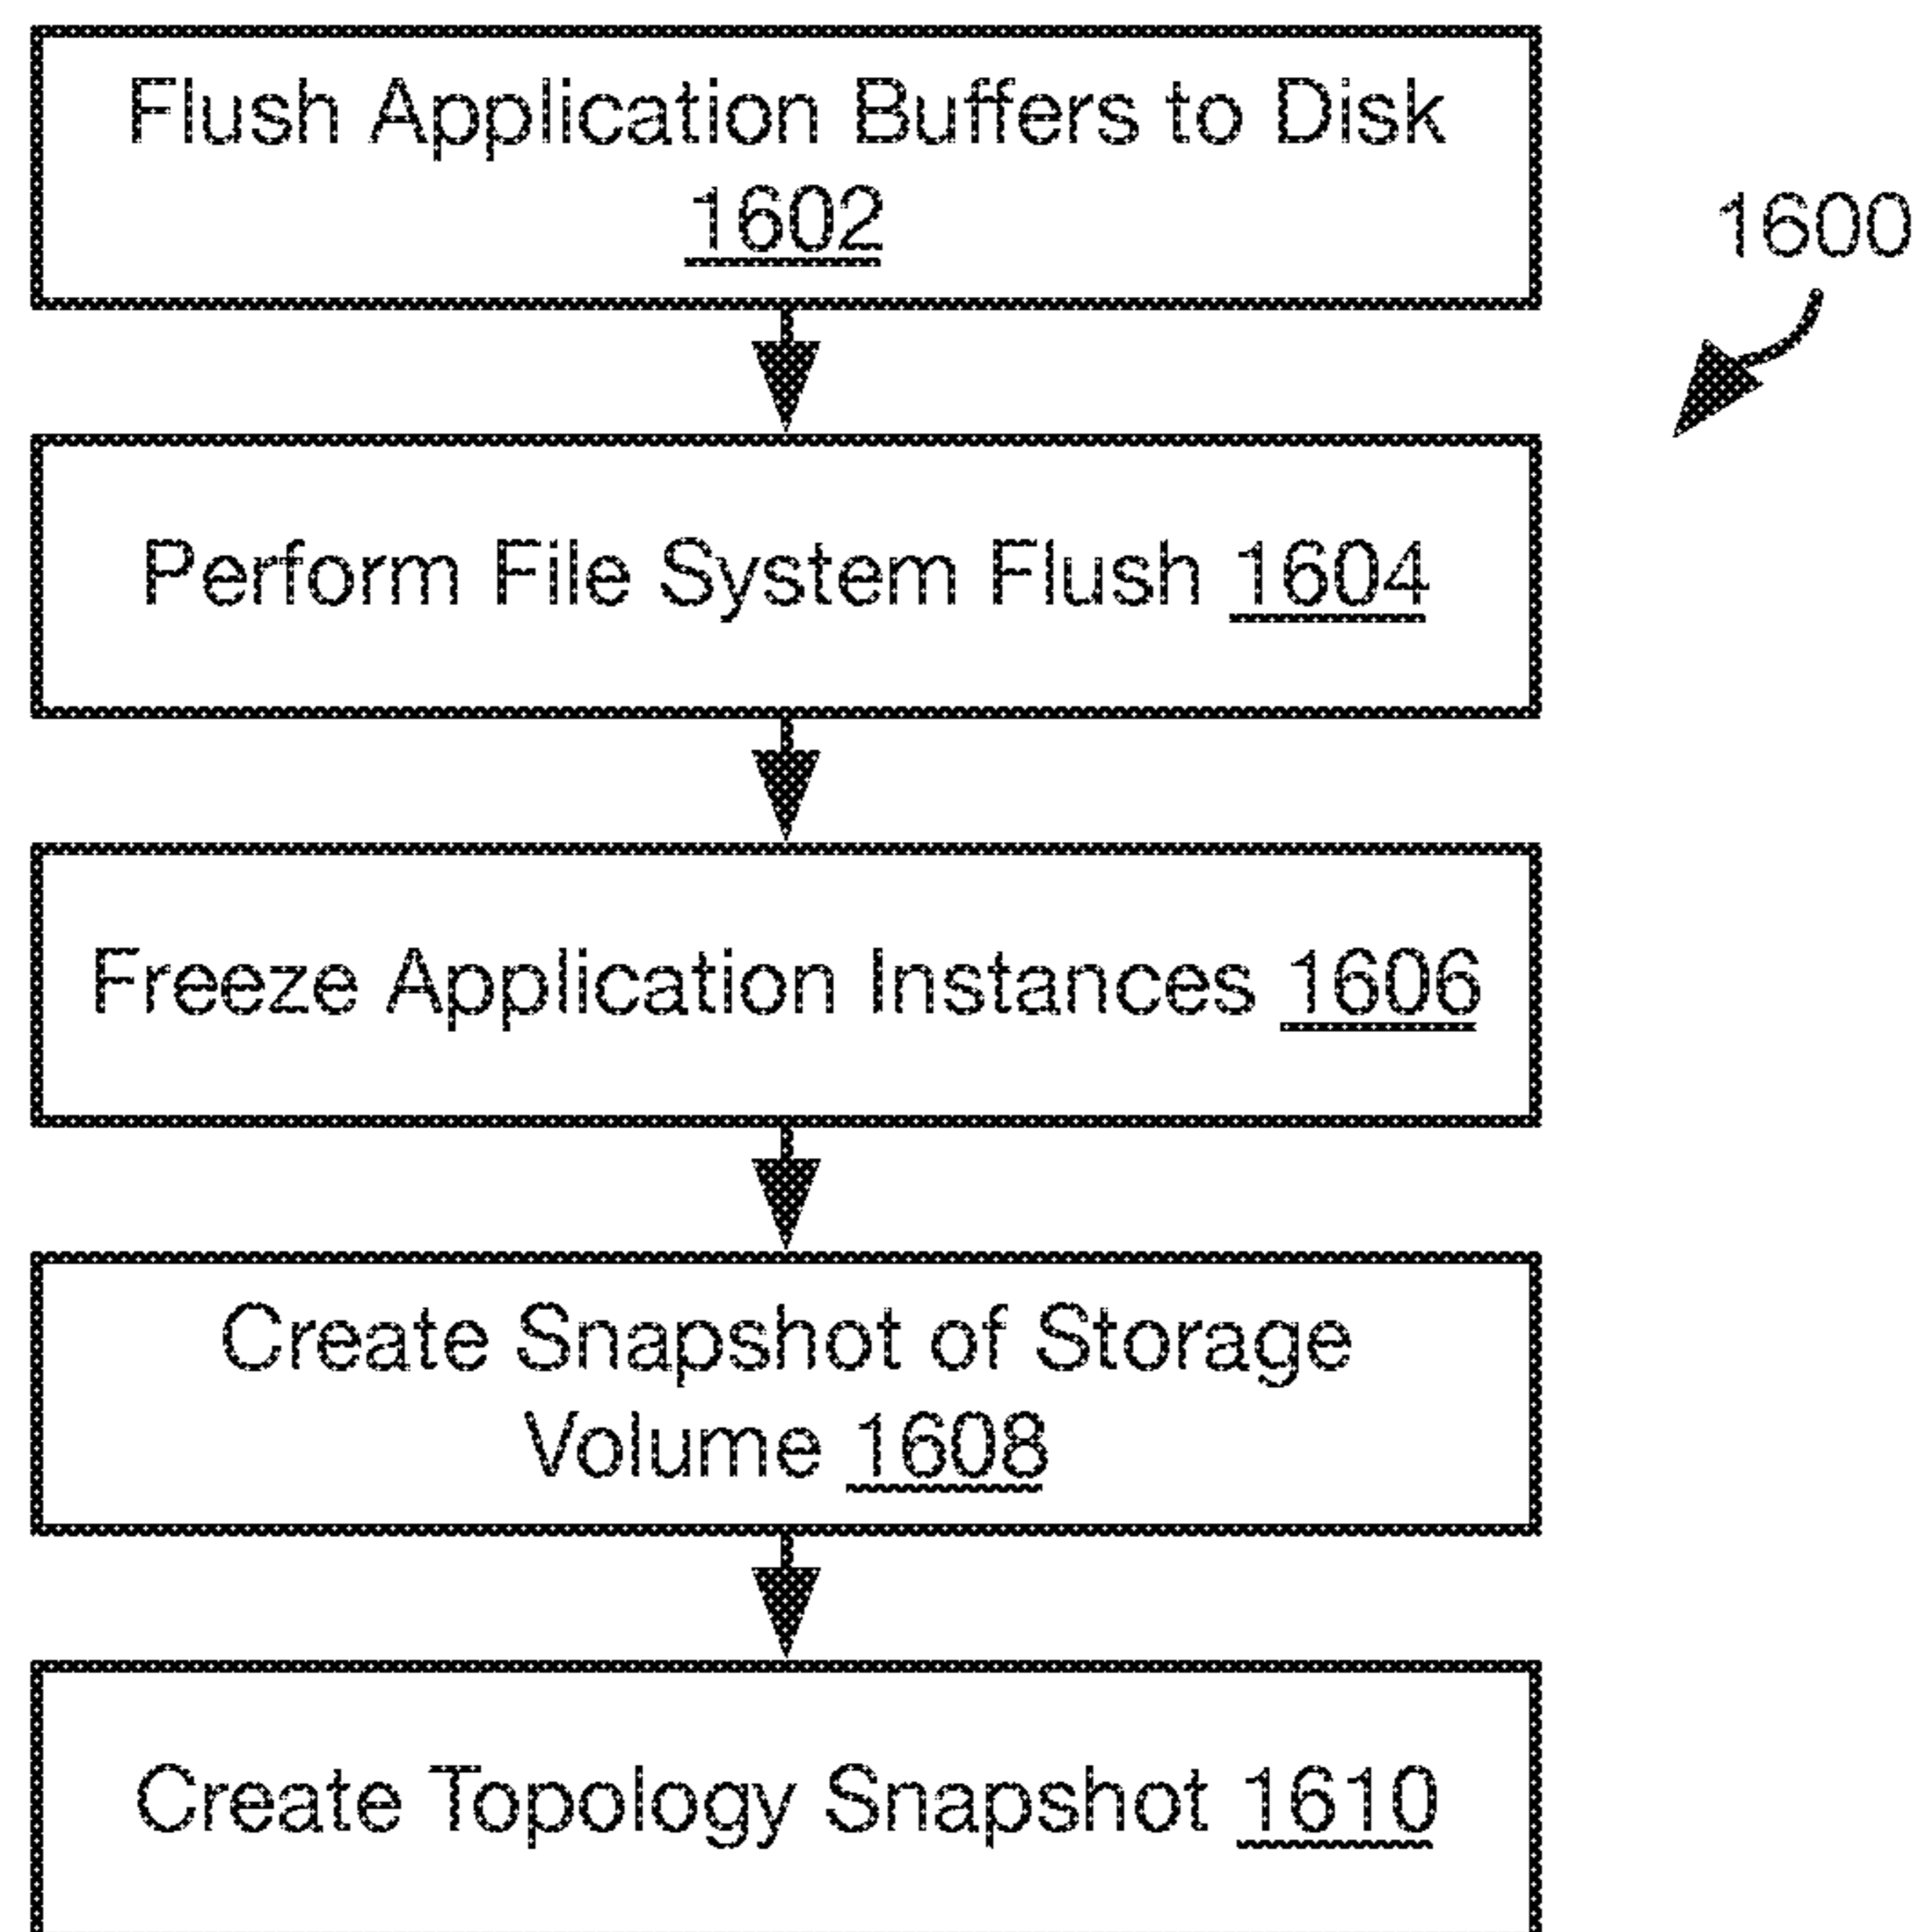 Flush Application Buffers to Disk
1602
1600
Perform File System Flush 1604
Freeze Application Instances 1606
Create Snapshot of Storage
Volume 1608
Create Topology Snapshot 1610